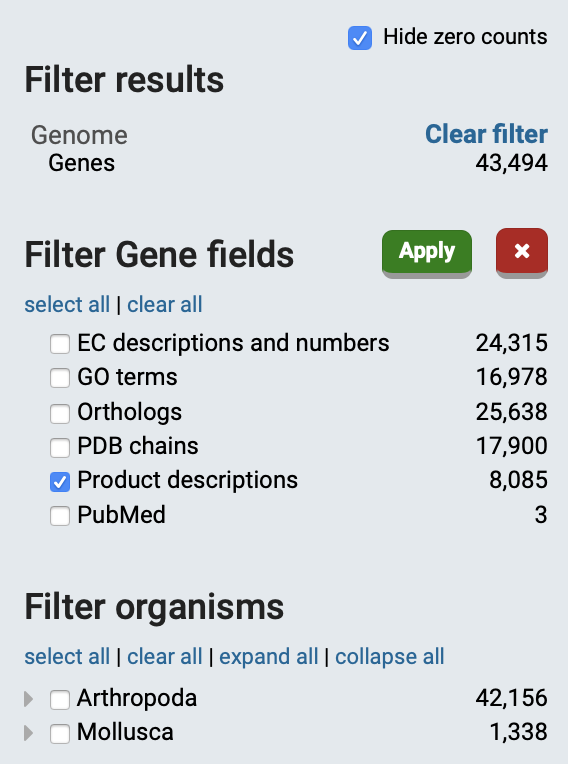 Hide zero counts
Filter results
Genome Clear filter
Genes 43,494
Filter Gene fields Apply
select all | clear all
EC descriptions and numbers 24,315
GO terms 16,978
Orthologs 25,638
PDB chains 17,900
Product descriptions 8,085
PubMed 3
Filter organisms
select all | clear all | expand all | collapse all
Arthropoda 42,156
Mollusca 1,338